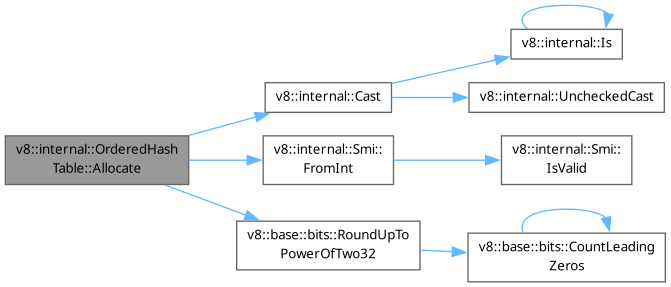 v8::internal::Is
v8::internal::Cast
v8::internal::UncheckedCast
v8::internal::OrderedHash
Table::Allocate
v8::internal::Smi::
FromInt
v8::internal::Smi::
IsValid
v8::base::bits::RoundUpTo
PowerOfTwo32
v8::base::bits::CountLeading
Zeros